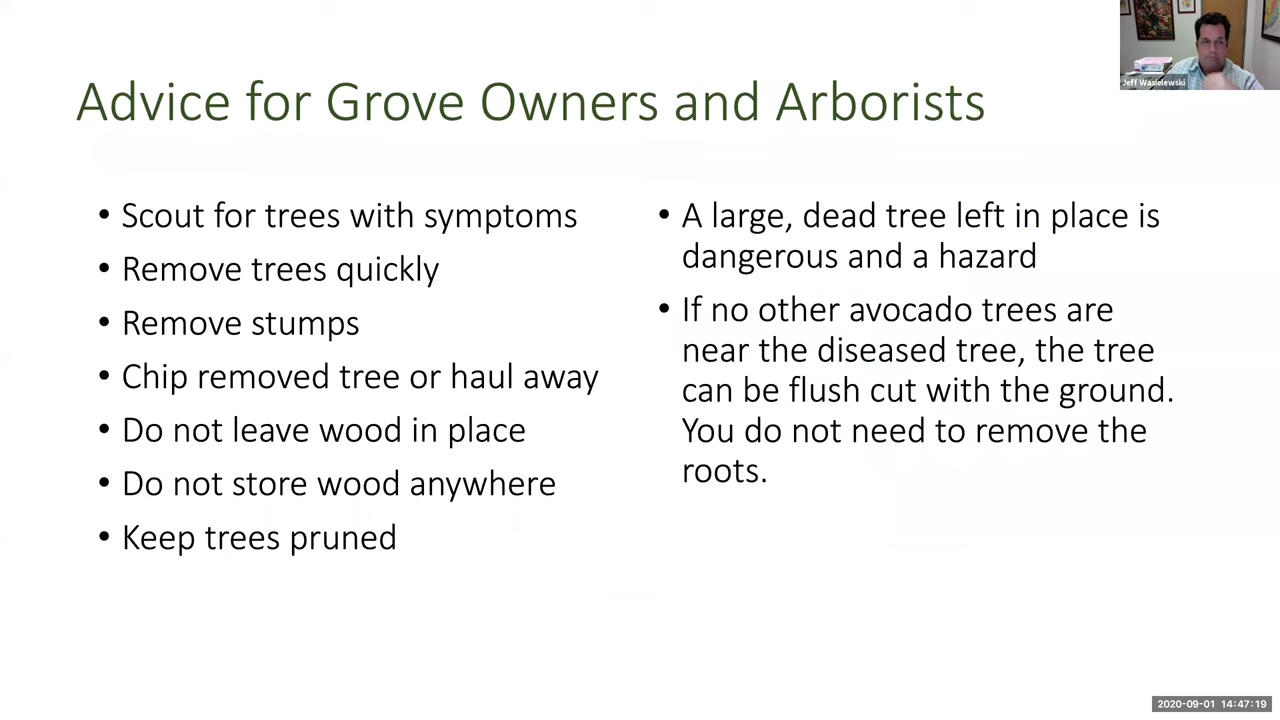 Jeff Wasielewski
Advice for Grove Owners and Arborists
• Scout for trees with symptoms
• Remove trees quickly
• Remove stumps
• Chip removed tree or haul away
• Do not leave wood in place
• Do not store wood anywhere
• Keep trees pruned
• A large, dead tree left in place is
dangerous and a hazard
• If no other avocado trees are
near the diseased tree, the tree
can be flush cut with the ground.
You do not need to remove the
roots.
2020-09-01 14:47:19